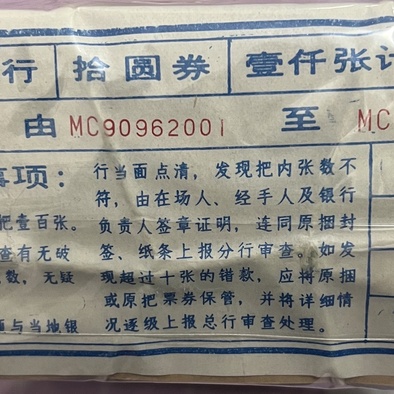 行 拾圆券 壹仟张计
由 MC90962001 至 MC
事项：
把壹百张。
查有无破
数，无疑
与当地银
行当面点清，发现把内张数不
符，由在场人、经手人及银行
负责人签章证明，连同原捆封
签、纸条上报分行审查。如发
现超过十张的错款，应将原捆
或原把票券保管，并将详细情
况逐级上报总行审查处理。